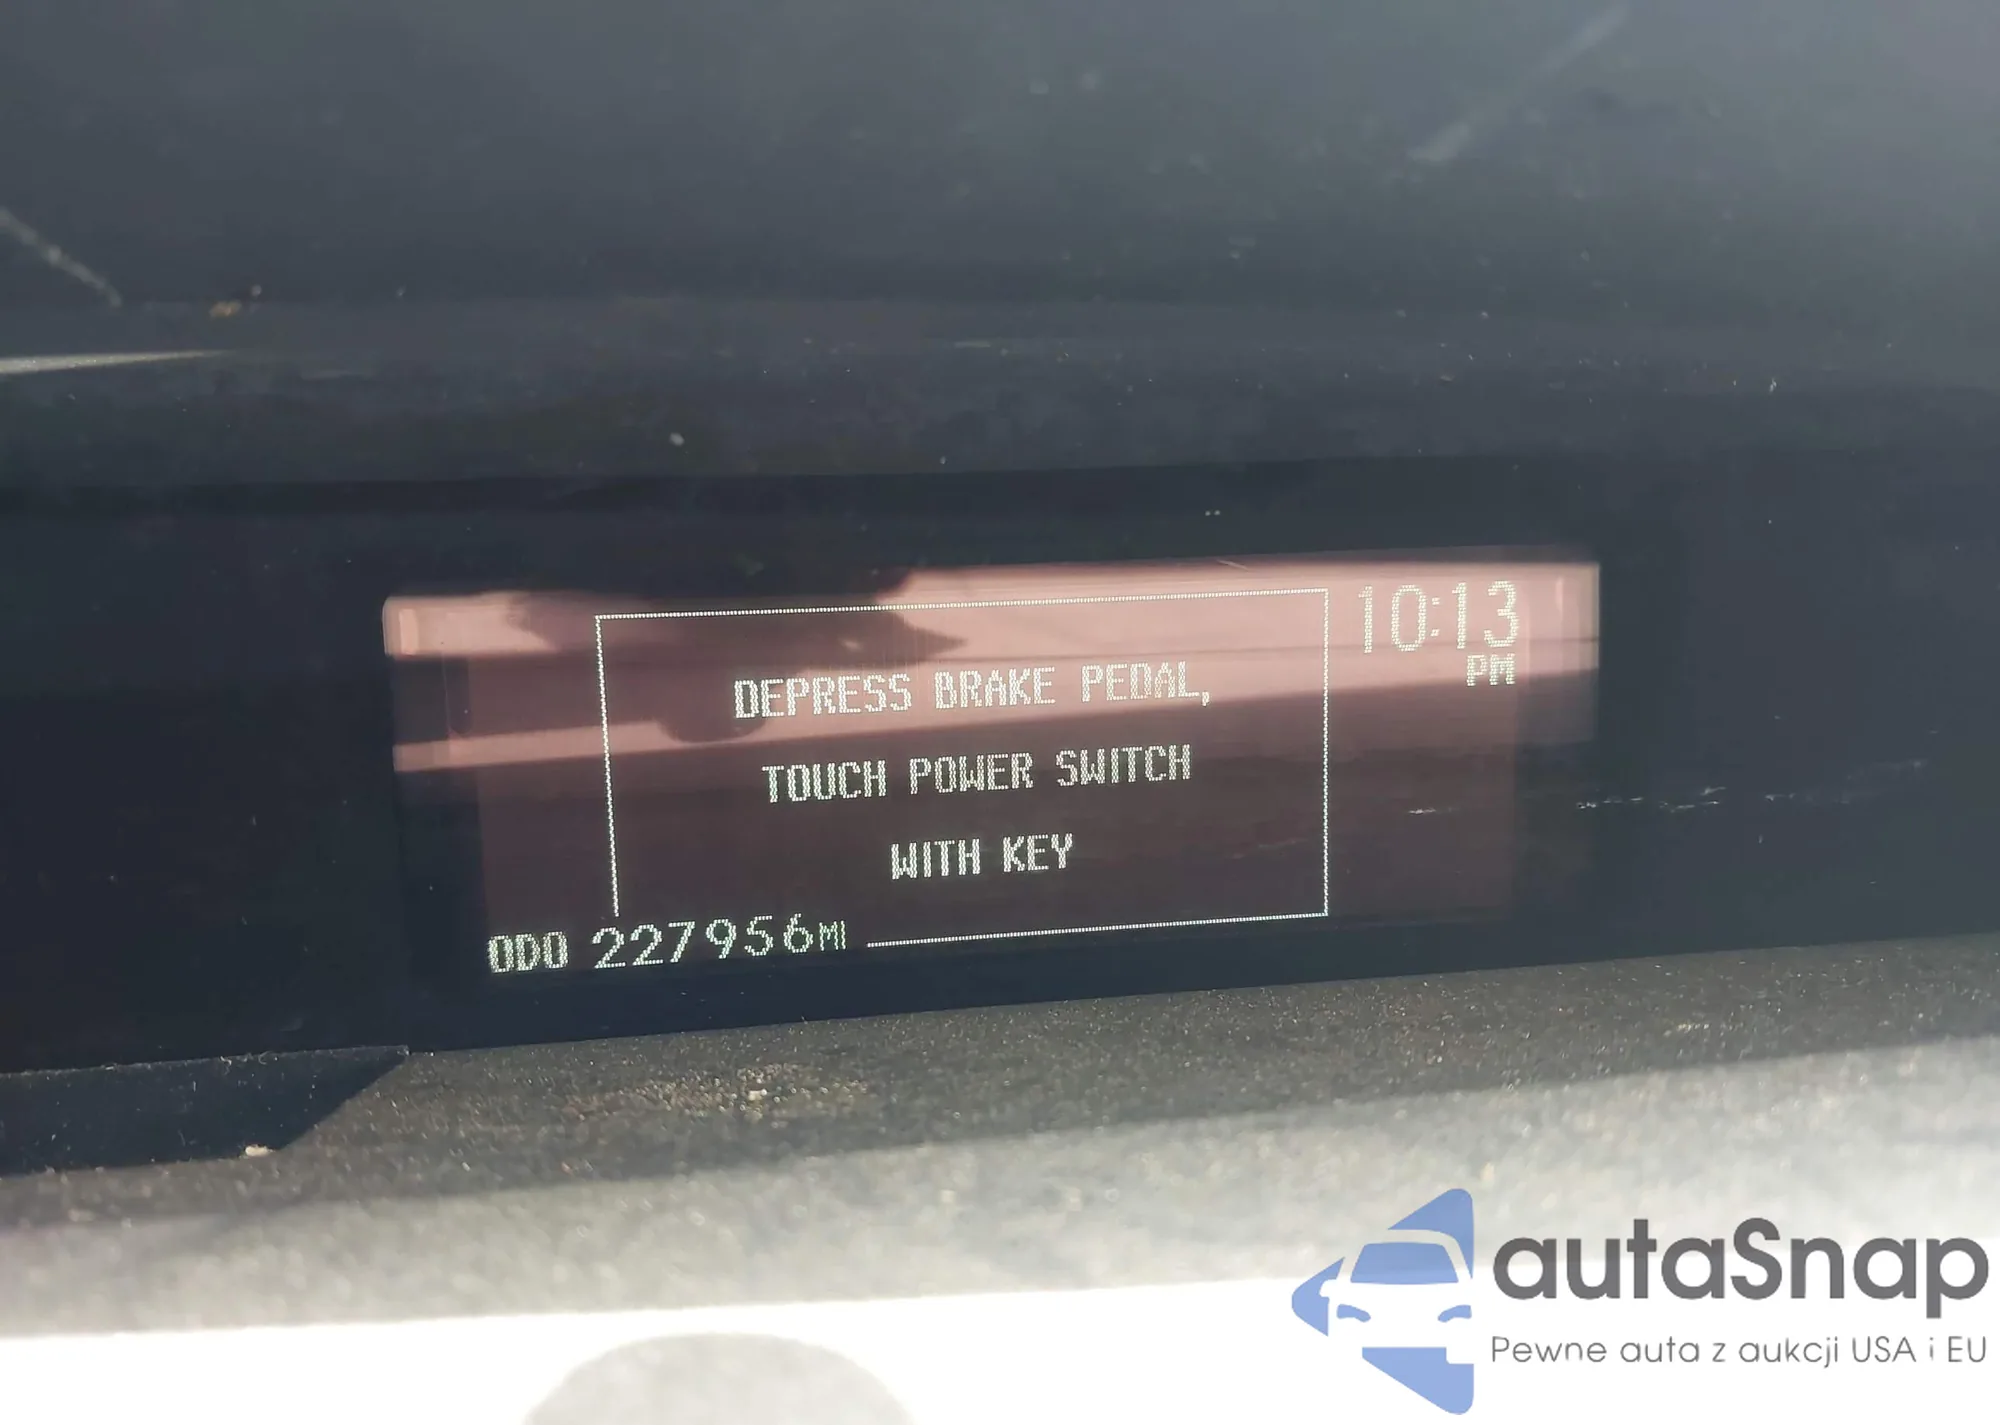 10:13
PM
DEPRESS BRAKE PEDAL,
TOUCH POWER SWITCH
WITH KEY
ODO 227956MI
autaSnap
Pewne auta z aukcji USA i EU